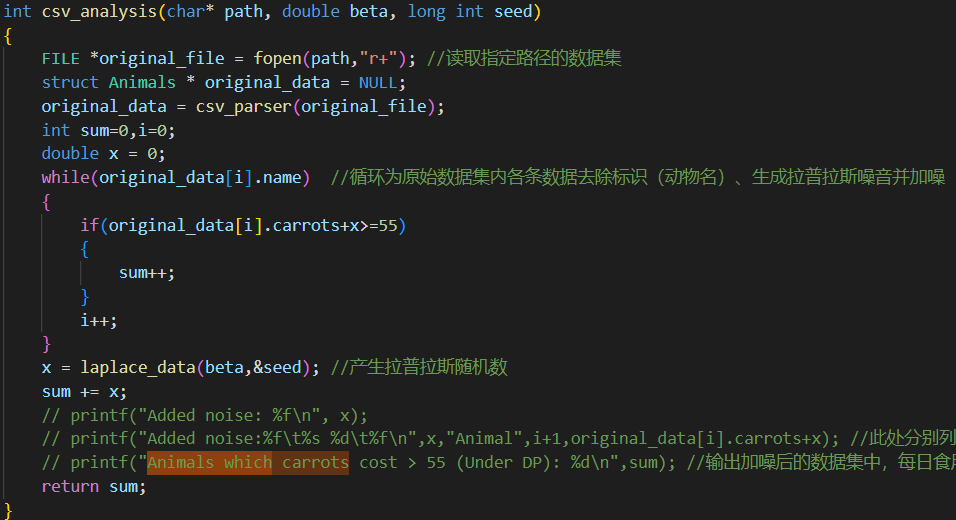 int csv_analysis(char* path, double beta, long int seed)
{
FILE *original_file = fopen(path,"r+"); //读取指定路径的数据集
struct Animals * original_data = NULL;
original_data = csv_parser(original_file);
int sum=0,i=0;
double x = 0;
while(original_data[i].name)  //循环为原始数据集内各条数据去除标识（动物名）、生成拉普拉斯噪音并加噪
{
if(original_data[i].carrots+x>=55)
{
sum++;
}
i++;
}
x = laplace_data(beta,&seed); //产生拉普拉斯随机数
sum += x;
// printf("Added noise: %f\n", x);
// printf("Added noise:%f\t%s %d\t%f\n",x,"Animal",i+1,original_data[i].carrots+x); //此处分别列
// printf("Animals which carrots cost > 55 (Under DP): %d\n",sum); //输出加噪后的数据集中，每日食
return sum;
}